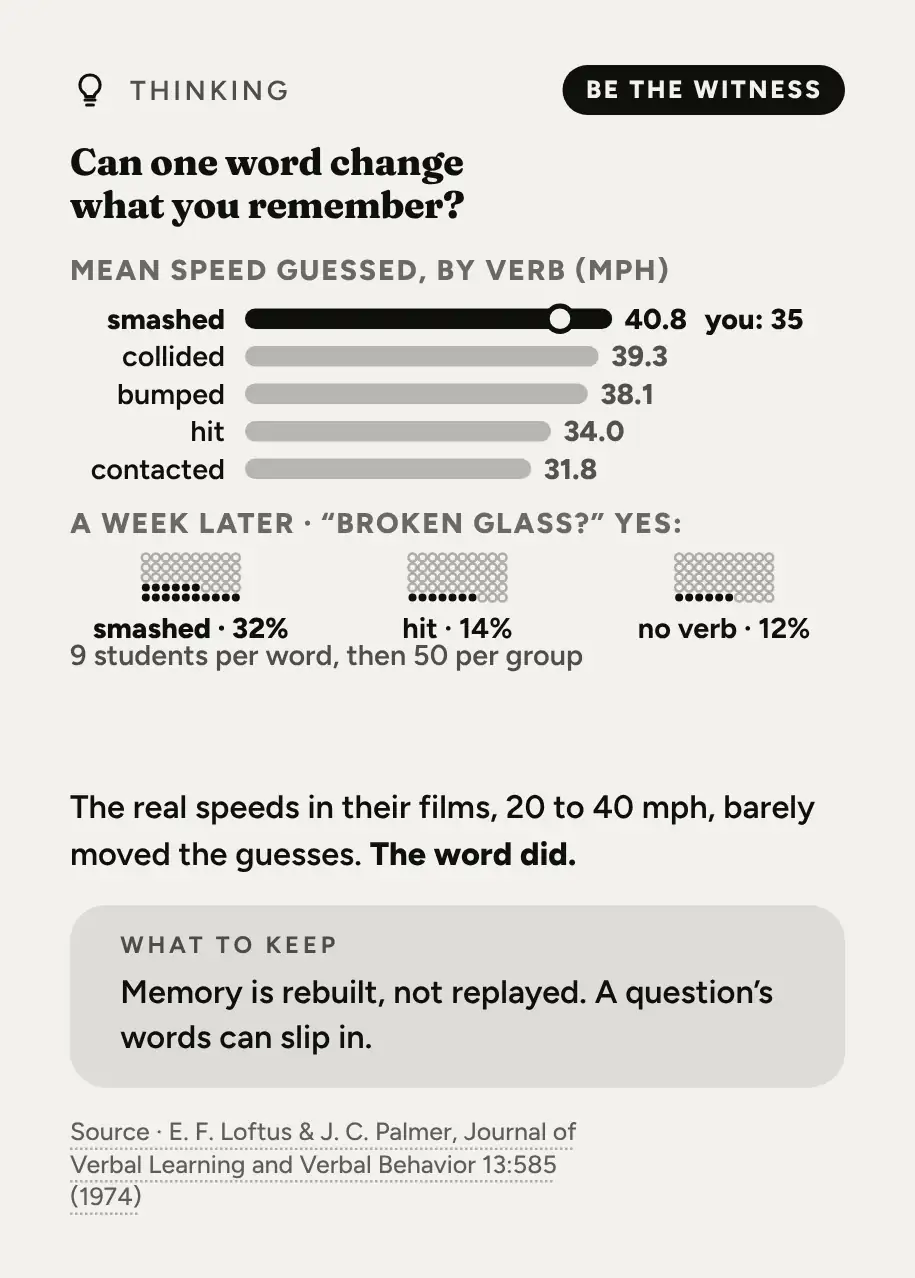 THINKING
BE THE WITNESS
Can one word change
what you remember?
MEAN SPEED GUESSED, BY VERB (MPH)
smashed 40.8 you: 35
collided 39.3
bumped 38.1
hit 34.0
contacted 31.8
A WEEK LATER · “BROKEN GLASS?” YES:
smashed · 32% hit · 14% no verb · 12%
9 students per word, then 50 per group
The real speeds in their films, 20 to 40 mph, barely
moved the guesses. The word did.
WHAT TO KEEP
Memory is rebuilt, not replayed. A question’s
words can slip in.
Source · E. F. Loftus & J. C. Palmer, Journal of
Verbal Learning and Verbal Behavior 13:585
(1974)